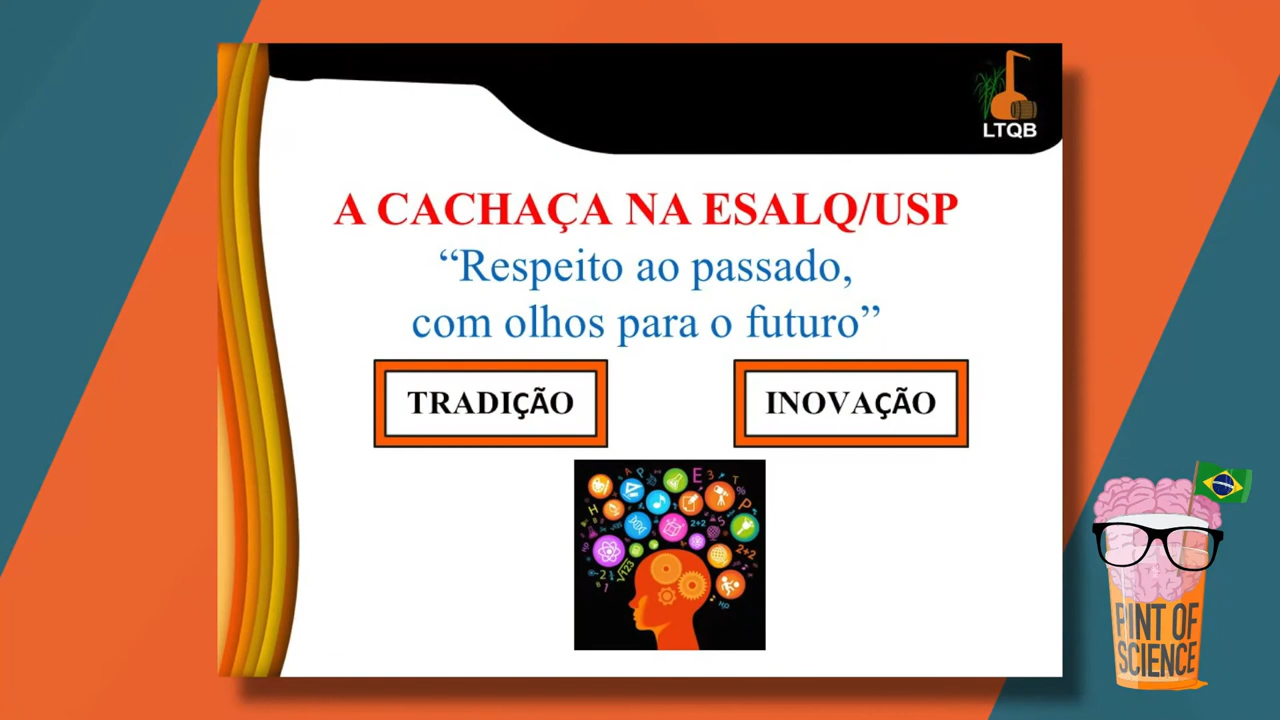 LTQB
A CACHAÇA NA ESALQ/USP
“Respeito ao passado,
com olhos para o futuro”
TRADIÇÃO
INOVAÇÃO
PINT OF
SCIENCE